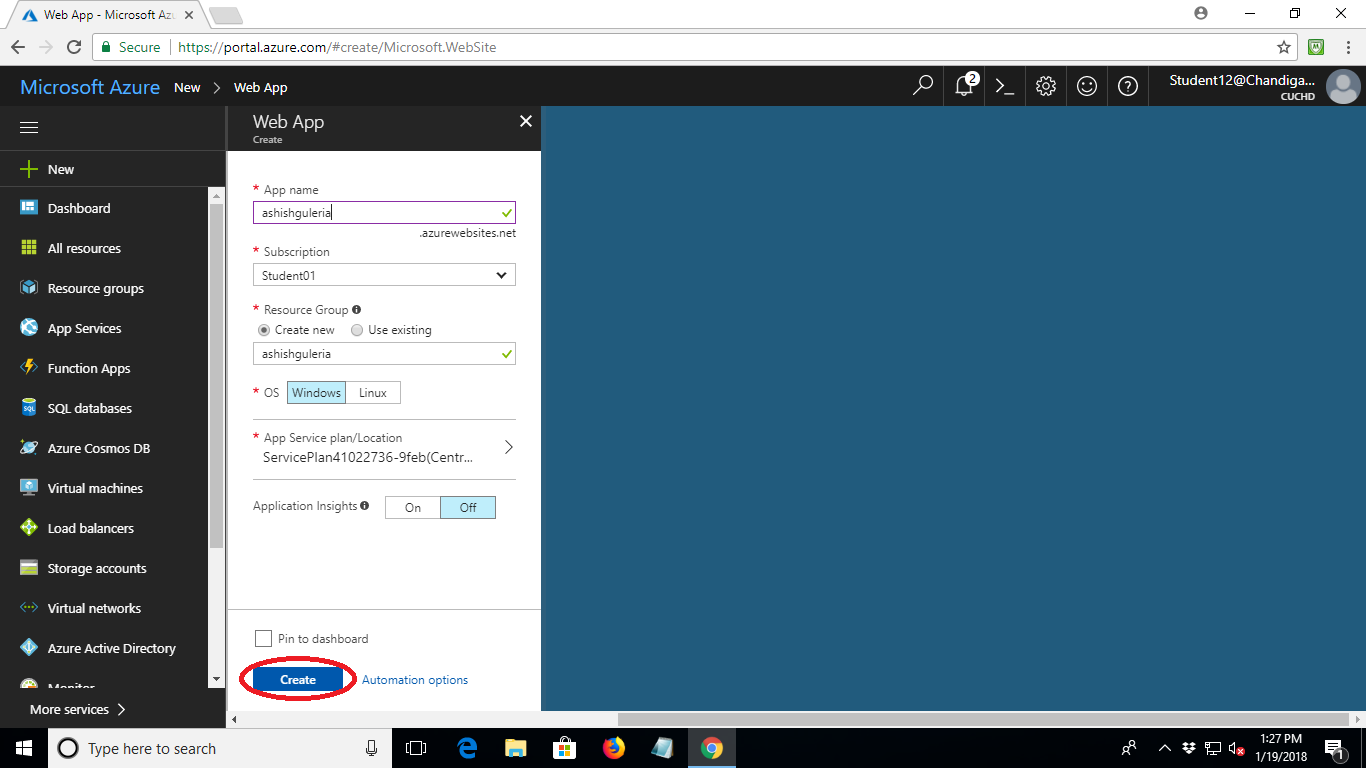 Web App - Microsoft Az
Secure
https://portal.azure.com/#create/Microsoft.WebSite
Microsoft Azure New > Web App
2
Student12@Chandiga...
CUCHD
New
Dashboard
All resources
Resource groups
App Services
Function Apps
SQL databases
Azure Cosmos DB
Virtual machines
Load balancers
Storage accounts
Virtual networks
Azure Active Directory
Monitor
More services >
Web App
Create
* App name
ashishguleria
.azurewebsites.net
* Subscription
Student01
* Resource Group
Create new Use existing
ashishguleria
* OS Windows Linux
* App Service plan/Location
ServicePlan41022736-9feb(Centr...
Application Insights On Off
Pin to dashboard
Create Automation options
Type here to search
1:27 PM
1/19/2018
1